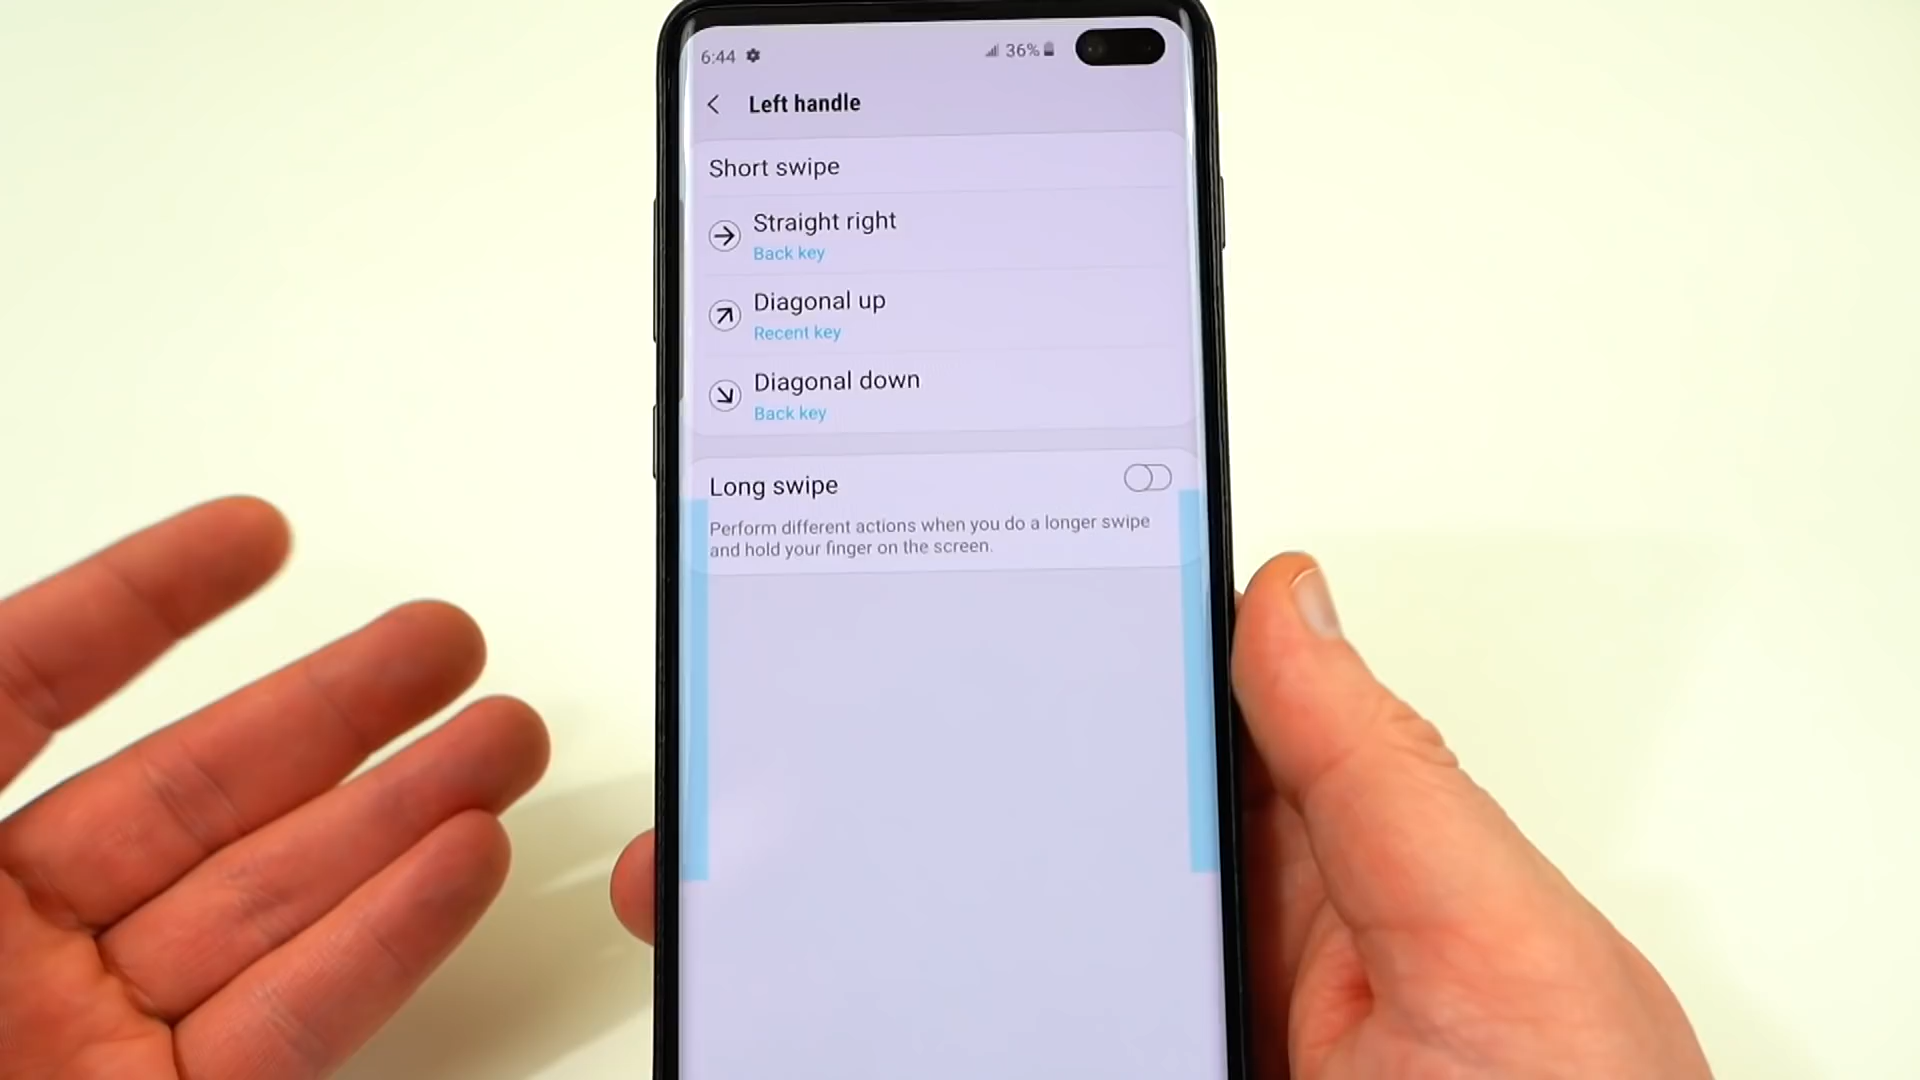 6:44
36%
Left handle
Short swipe
Straight right
Back key
Diagonal up
Recent key
Diagonal down
Back key
Long swipe
Perform different actions when you do a longer swipe
and hold your finger on the screen.